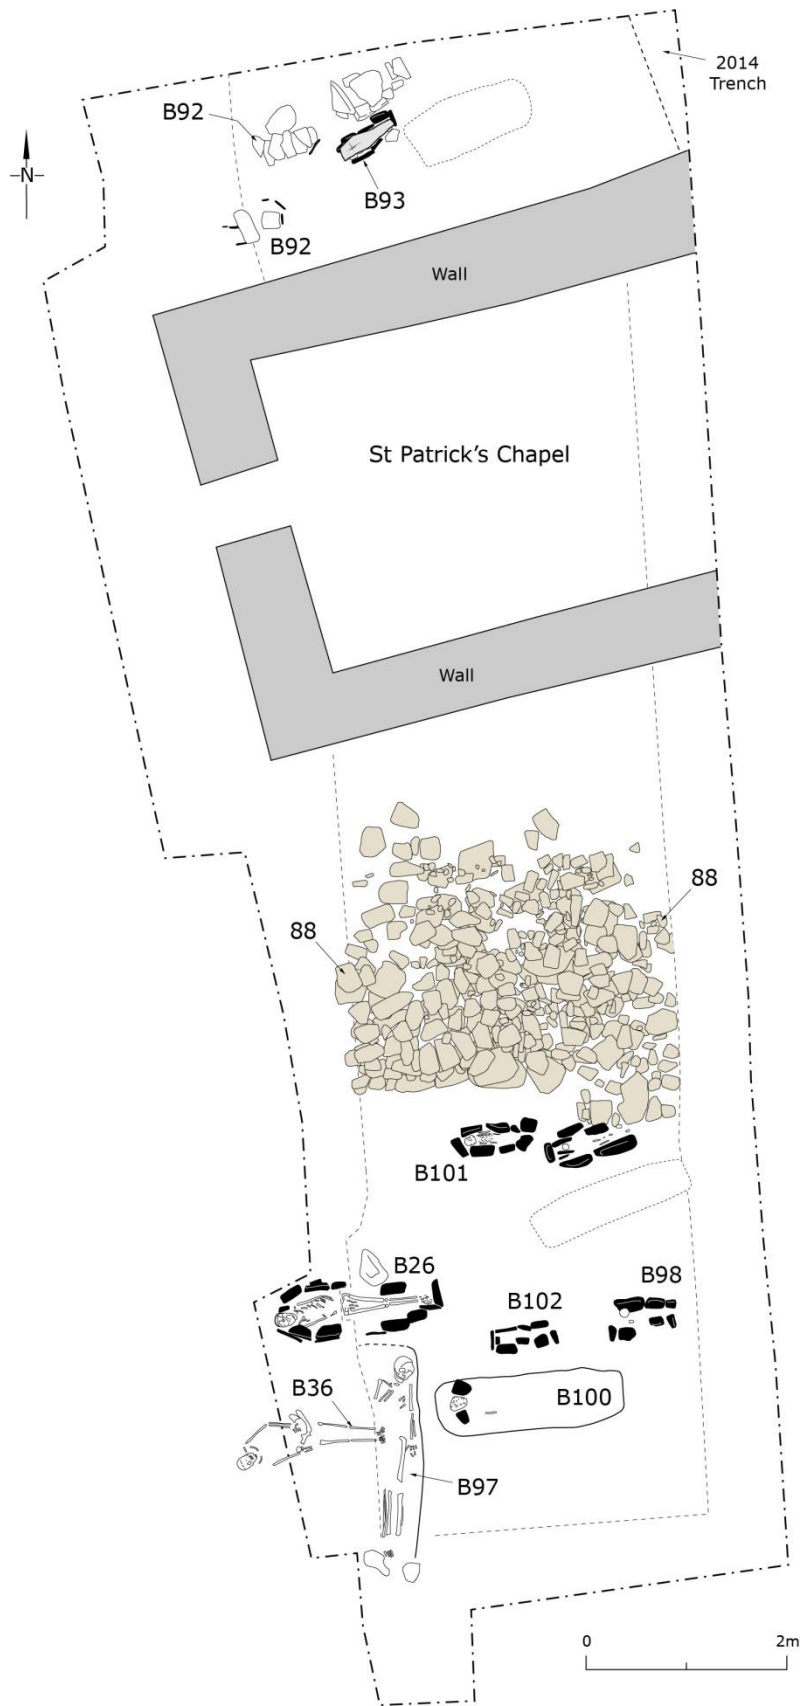 2014
Trench
B92
N
B93
B92
Wall
St Patrick's Chapel
Wall
88
88
B101
B26
B98
B102
B36
B100
B97
0 2m